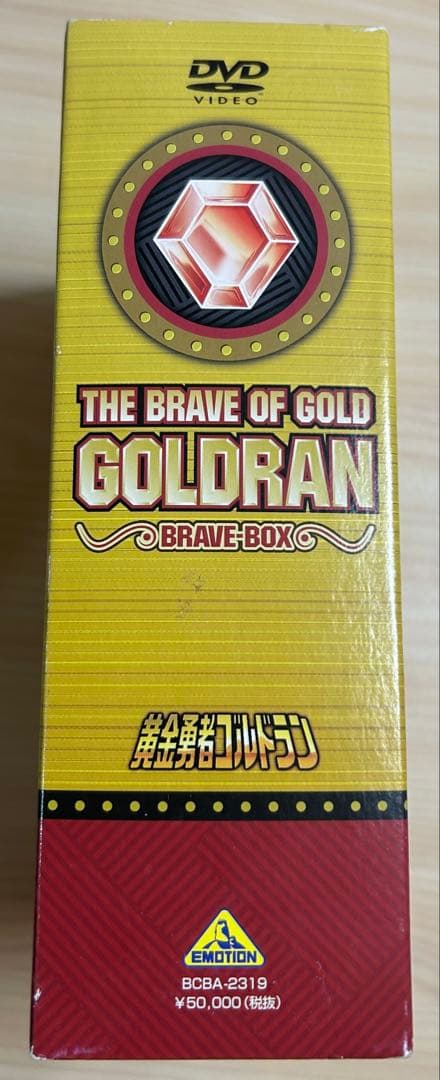 DVD
VIDEO
THE BRAVE OF GOLD
GOLDRAN
BRAVE-BOX
黄金勇者ゴルドラン
EMOTION
BCBA-2319
¥50,000(税抜)